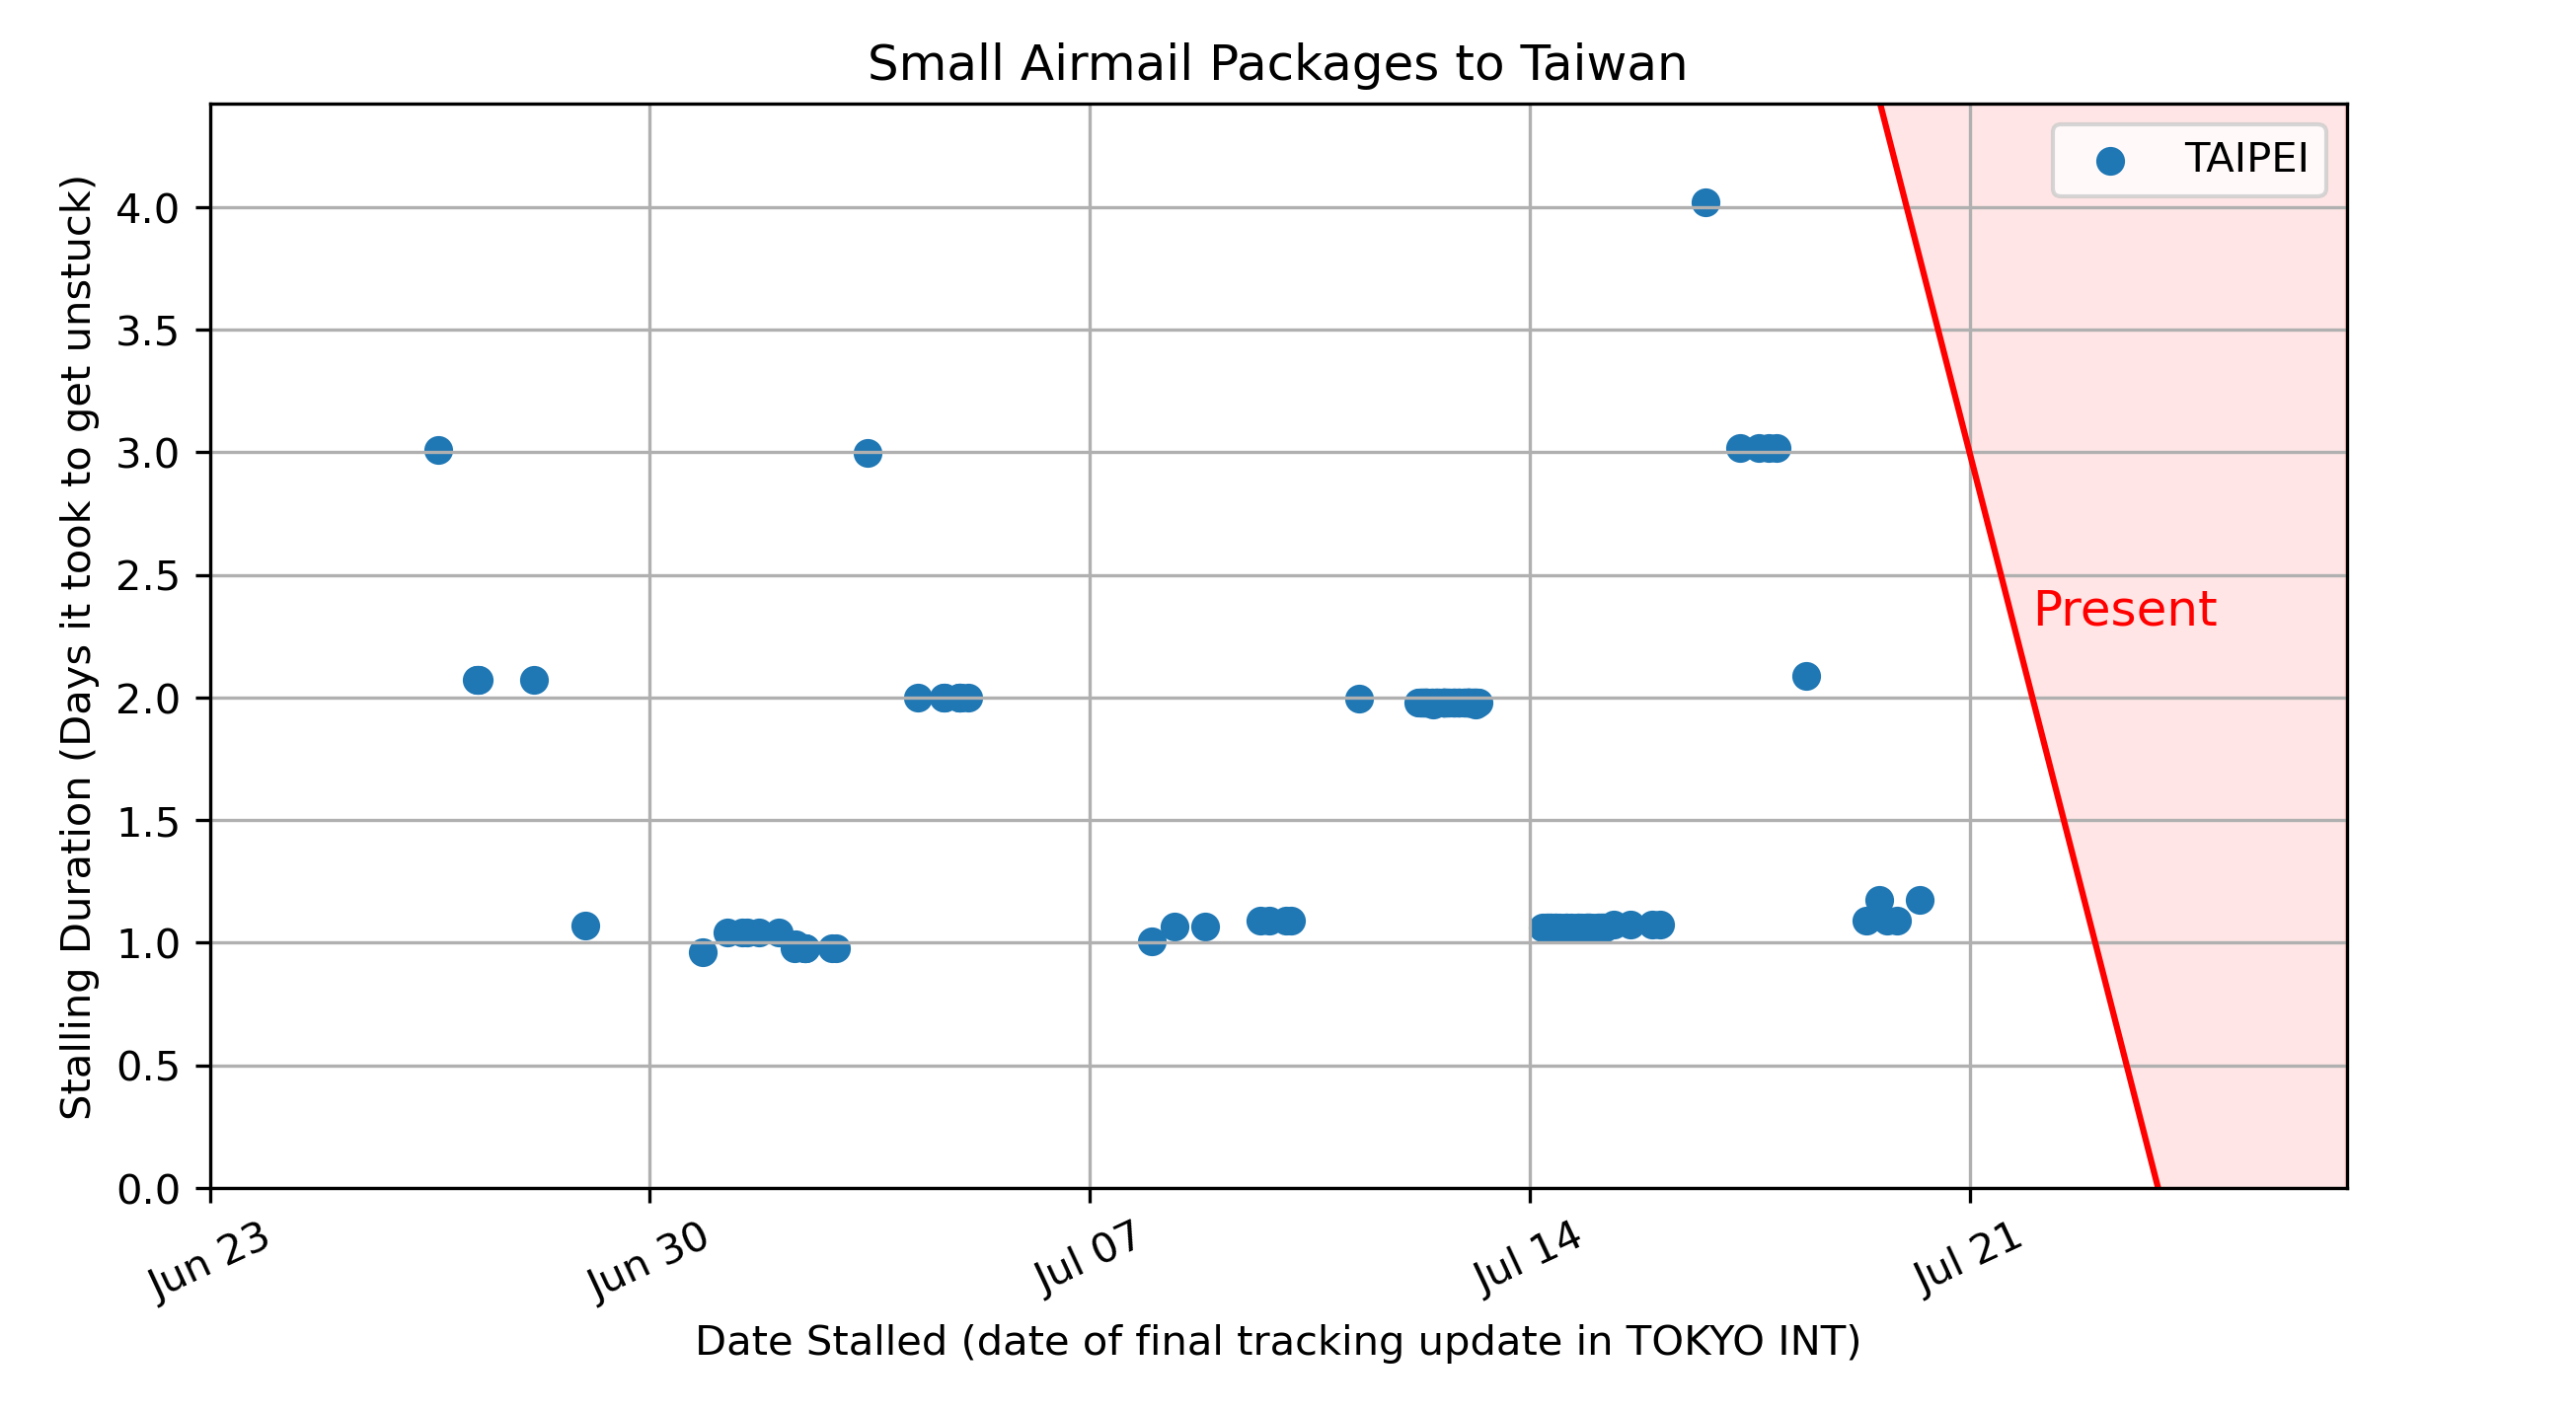 Small Airmail Packages to Taiwan
TAIPEI
Present
Stalling Duration (Days it took to get unstuck)
4.0
3.5
3.0
2.5
2.0
1.5
1.0
0.5
0.0
Jun 23
Jun 30
Jul 07
Jul 14
Jul 21
Date Stalled (date of final tracking update in TOKYO INT)